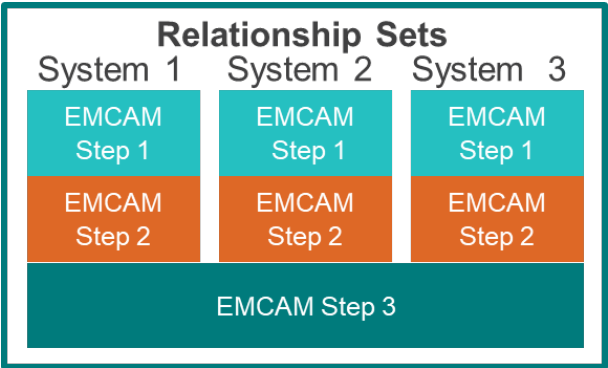 Relationship Sets
System 1 System 2 System 3
EMCAM EMCAM EMCAM
Step 1 Step 1 Step 1
EMCAM EMCAM EMCAM
Step 2 Step 2 Step 2
EMCAM Step 3